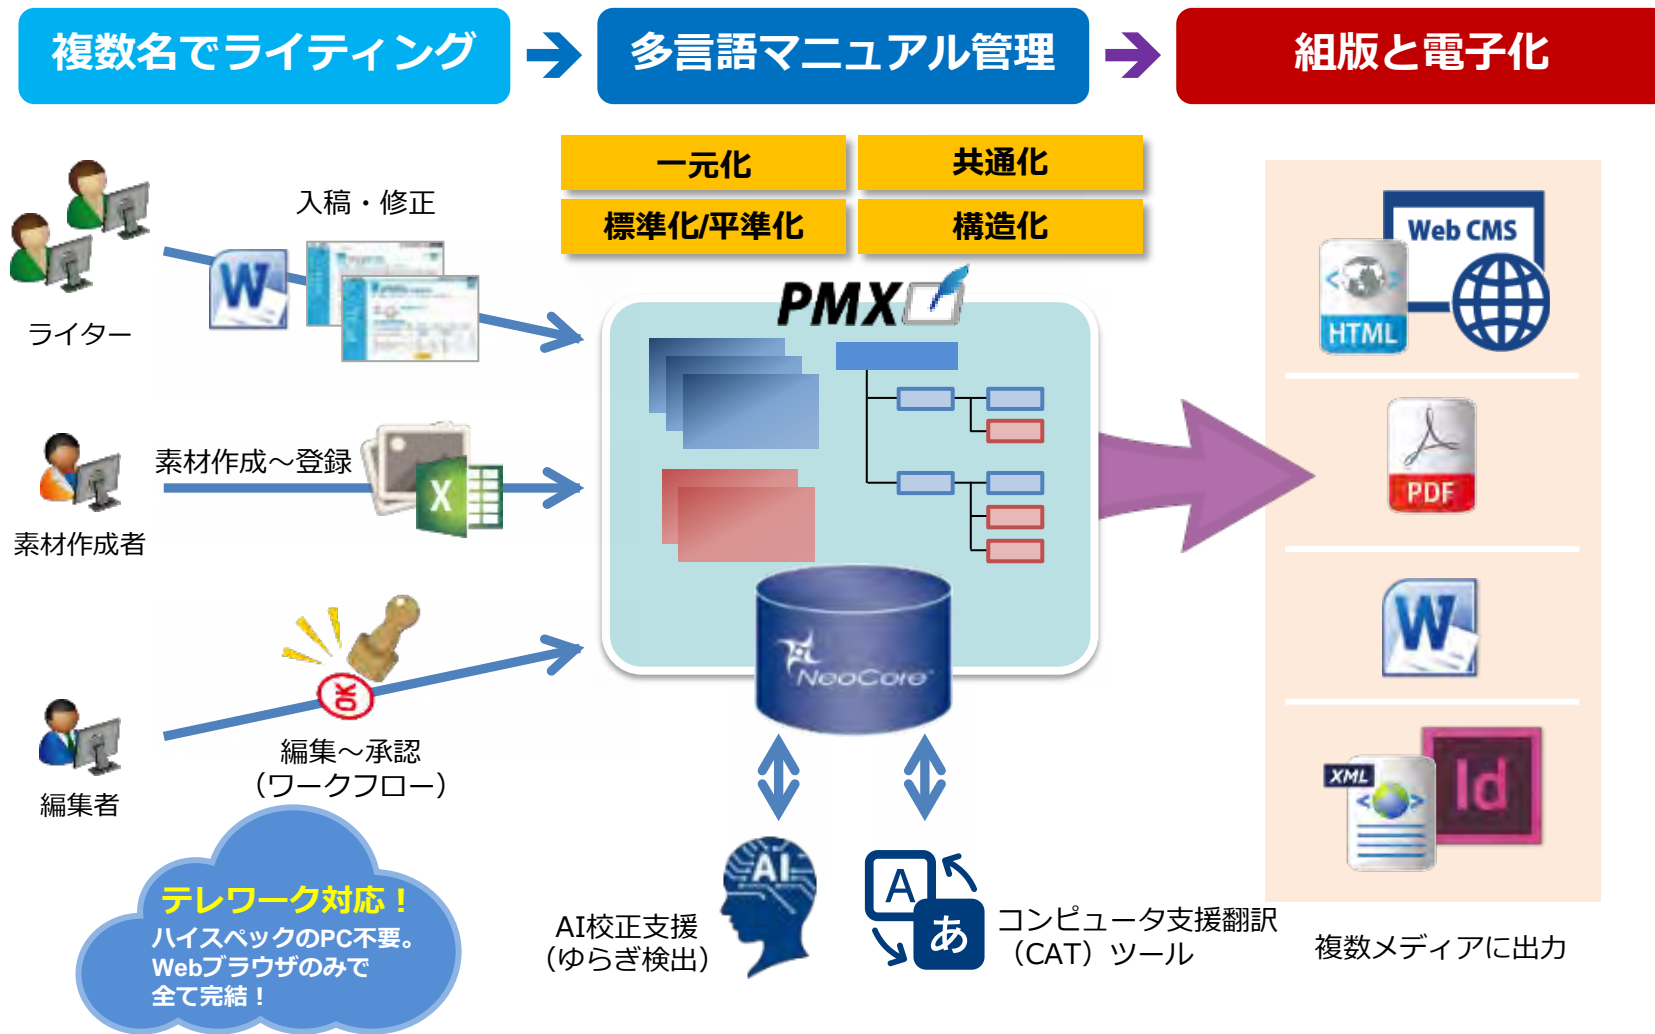 複数名でライティング
多言語マニュアル管理
組版と電子化
一元化
共通化
標準化/平準化
構造化
入稿・修正
W
ライター
PMX
Web CMS
HTML
素材作成～登録
X
素材作成者
PDF
NeoCore
W
OK
編集～承認
（ワークフロー）
編集者
XML
Id
テレワーク対応！
ハイスペックのPC不要。
Webブラウザのみで
全て完結！
AI
AI校正支援
（ゆらぎ検出）
A
あ
コンピュータ支援翻訳
（CAT）ツール
複数メディアに出力